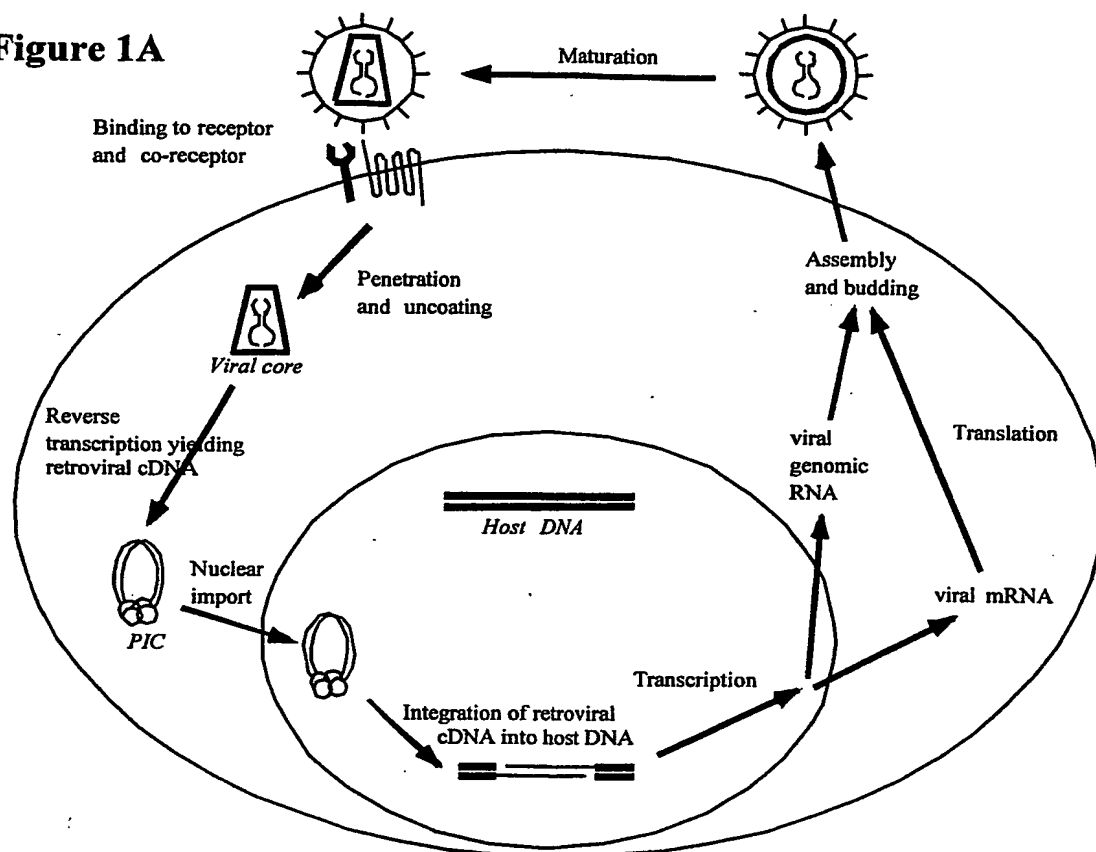 Figure 1A
Maturation
Binding to receptor
and co-receptor
Penetration
and uncoating
Viral core
Reverse
transcription yielding
retroviral cDNA
PIC
Nuclear
import
Host DNA
Integration of retroviral
cDNA into host DNA
Transcription
viral
genomic
RNA
viral mRNA
Translation
Assembly
and budding